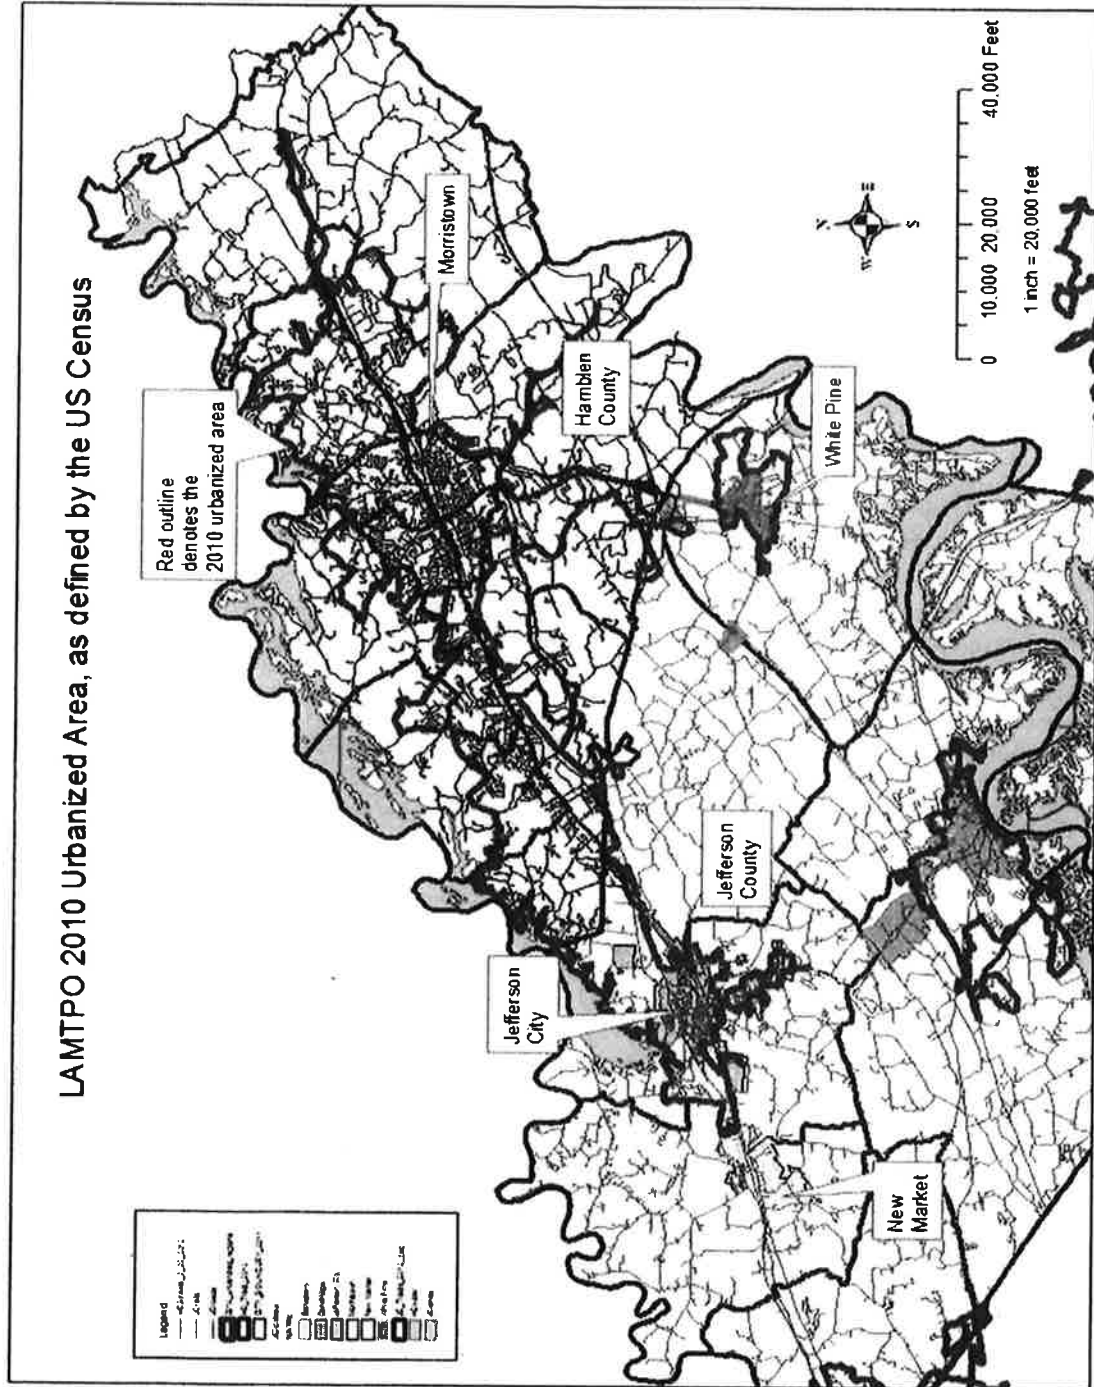 LAMTPO 2010 Urbanized Area, as defined by the US Census
Red outline
denotes the
2010 urbanized area
Morristown
Hamblen
County
White Pine
Jefferson
County
Jefferson
City
New
Market
Legend
N
W
E
S
0 10,000 20,000 40,000 Feet
1 inch = 20,000 feet